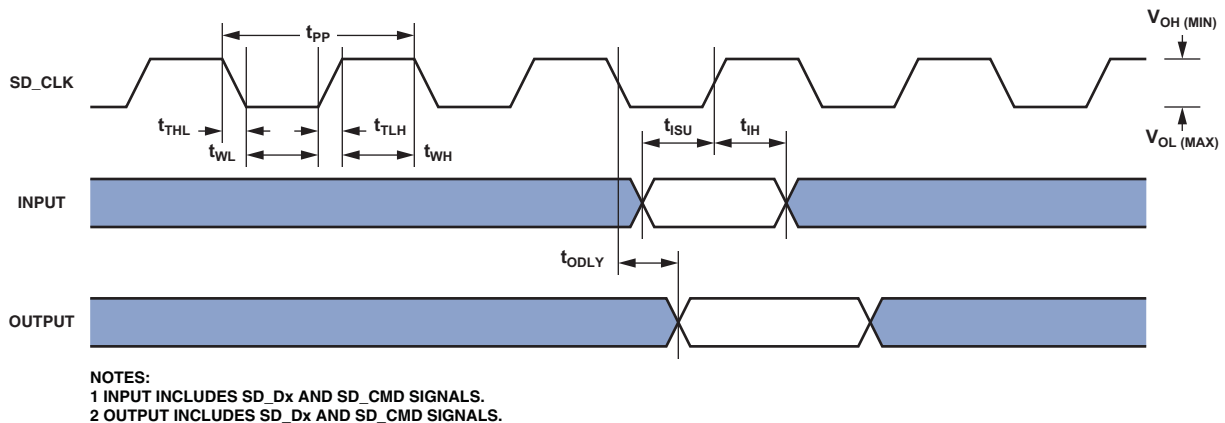 tPP
VOH (MIN)
SD_CLK
tTHL
tTLH
tISU
tIH
VOL (MAX)
tWL
tWH
INPUT
tODLY
OUTPUT
NOTES:
1 INPUT INCLUDES SD_Dx AND SD_CMD SIGNALS.
2 OUTPUT INCLUDES SD_Dx AND SD_CMD SIGNALS.